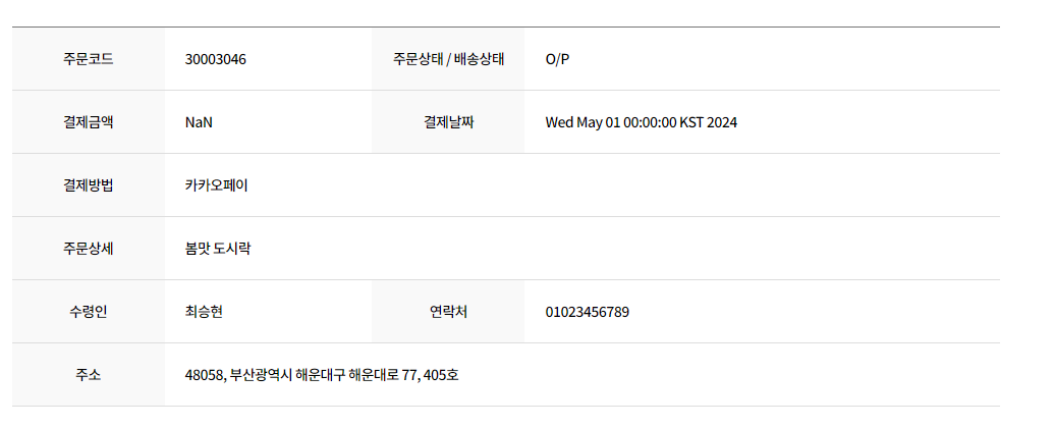 주문코드 30003046 주문상태 / 배송상태 O/P
결제금액 NaN 결제날짜 Wed May 01 00:00:00 KST 2024
결제방법 카카오페이
주문상세 봄맛 도시락
수령인 최승현 연락처 01023456789
주소 48058, 부산광역시 해운대구 해운대로 77, 405호